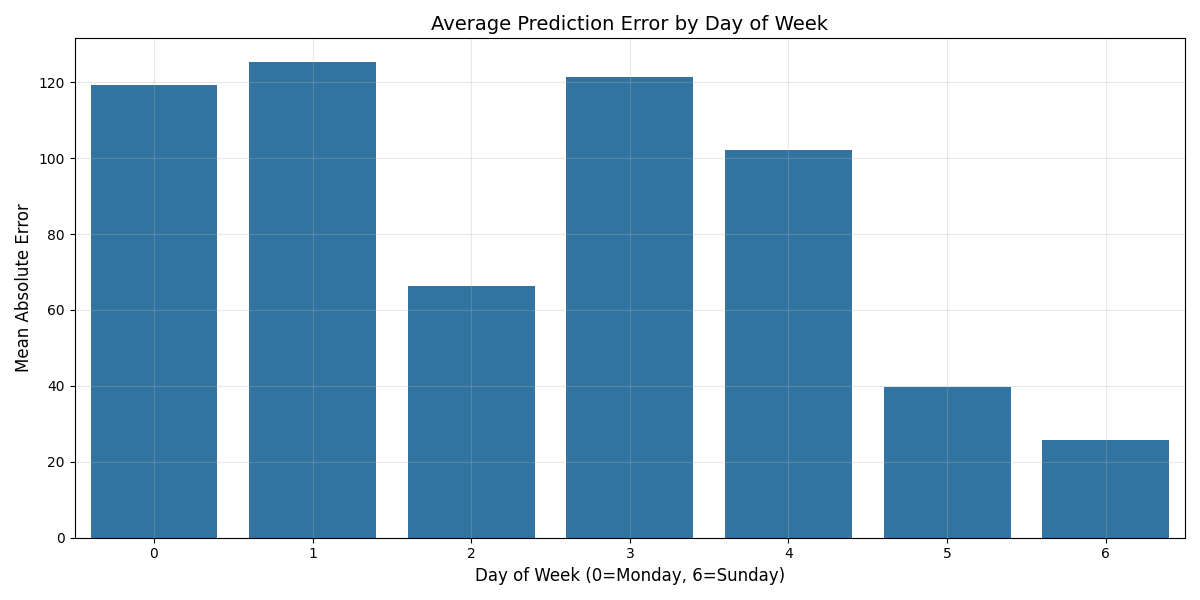 Average Prediction Error by Day of Week
Mean Absolute Error
120
100
80
60
40
20
0
0 1 2 3 4 5 6
Day of Week (0=Monday, 6=Sunday)